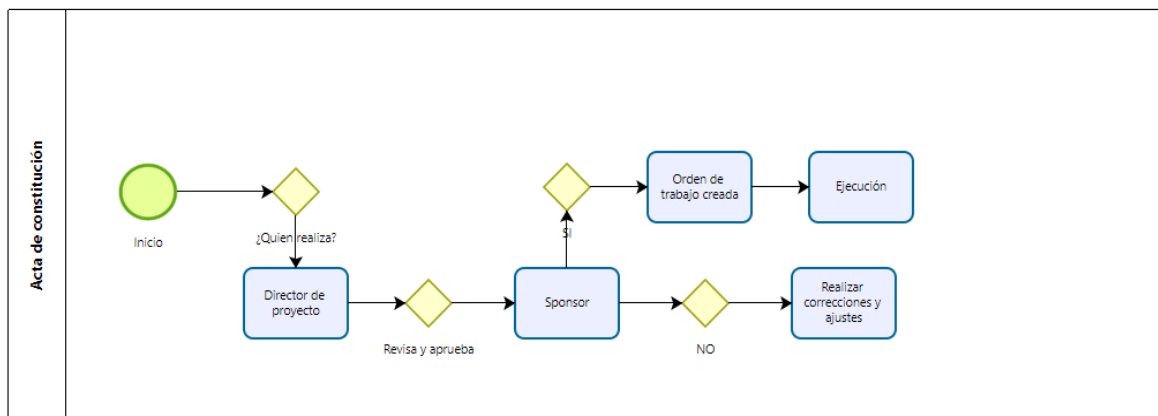 Acta de constitución
Inicio
¿Quien realiza?
Director de
proyecto
Revisa y aprueba
Sponsor
SI
Orden de
trabajo creada
Ejecución
NO
Realizar
correcciones y
ajustes